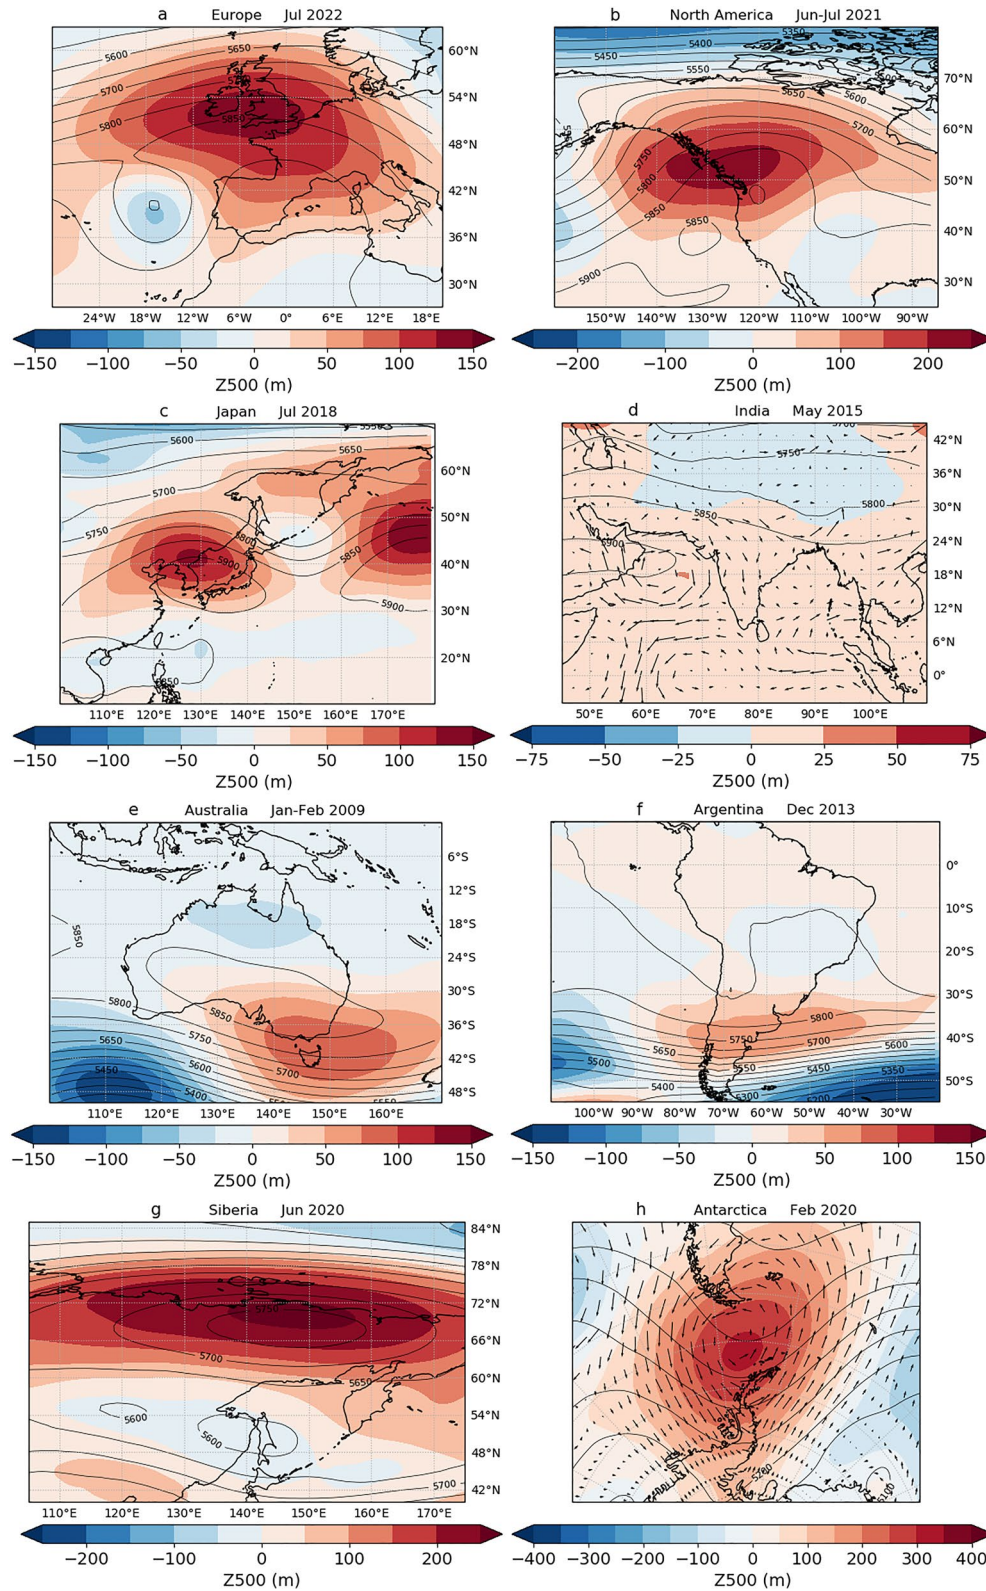 a Europe Jul 2022
5600 5650 60°N
5700 54°N
5800 5850 48°N
42°N
36°N
30°N
24°W 18°W 12°W 6°W 0° 6°E 12°E 18°E
−150 −100 −50 0 50 100 150
Z500 (m)
b North America Jun-Jul 2021
5350
5400
5450
5550 5500 70°N
5650 5600
5700 60°N
5750
5800 50°N
5850
40°N
5900 30°N
150°W 140°W 130°W 120°W 110°W 100°W 90°W
−200 −100 0 100 200
Z500 (m)
c Japan Jul 2018
5550
5600 5650
60°N
5700
5750 5800 50°N
5900 5850 40°N
5900
30°N
20°N
5850
110°E 120°E 130°E 140°E 150°E 160°E 170°E
−150 −100 −50 0 50 100 150
Z500 (m)
d India May 2015
5700 42°N
5750 36°N
5800
5850 30°N
5900 24°N
18°N
12°N
6°N
0°
50°E 60°E 70°E 80°E 90°E 100°E
−75 −50 −25 0 25 50 75
Z500 (m)
e Australia Jan-Feb 2009
6°S
12°S
5850 18°S
24°S
30°S
5800 5850 36°S
5650 5750
5600 5700 42°S
5450
5400 5550 48°S
110°E 120°E 130°E 140°E 150°E 160°E
−150 −100 −50 0 50 100 150
Z500 (m)
f Argentina Dec 2013
0°
10°S
20°S
30°S
5800
5650 5750 5700 5600 40°S
5500 5550 5450 5350
5400 5300 5200 50°S
100°W 90°W 80°W 70°W 60°W 50°W 40°W 30°W
−150 −100 −50 0 50 100 150
Z500 (m)
g Siberia Jun 2020
84°N
78°N
5750 72°N
5700 66°N
5650 60°N
5600 5600 54°N
48°N
5700 42°N
110°E 120°E 130°E 140°E 150°E 160°E 170°E
−200 −100 0 100 200
Z500 (m)
h Antarctica Feb 2020
5200
5100
−400 −300 −200 −100 0 100 200 300 400
Z500 (m)